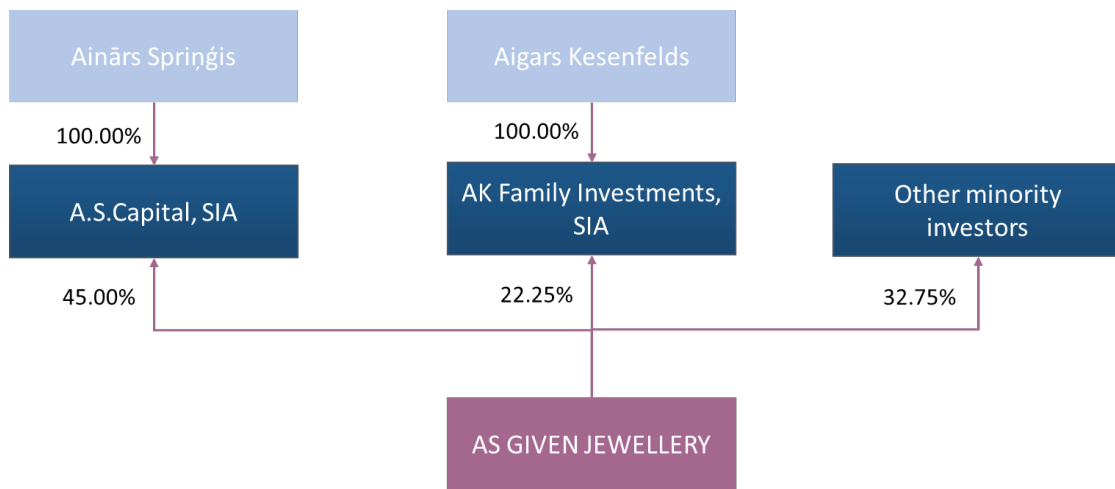 Ainārs Spriņģis
Aigars Kesenfelds
100.00%
100.00%
A.S.Capital, SIA
AK Family Investments,
SIA
Other minority
investors
45.00%
22.25%
32.75%
AS GIVEN JEWELLERY